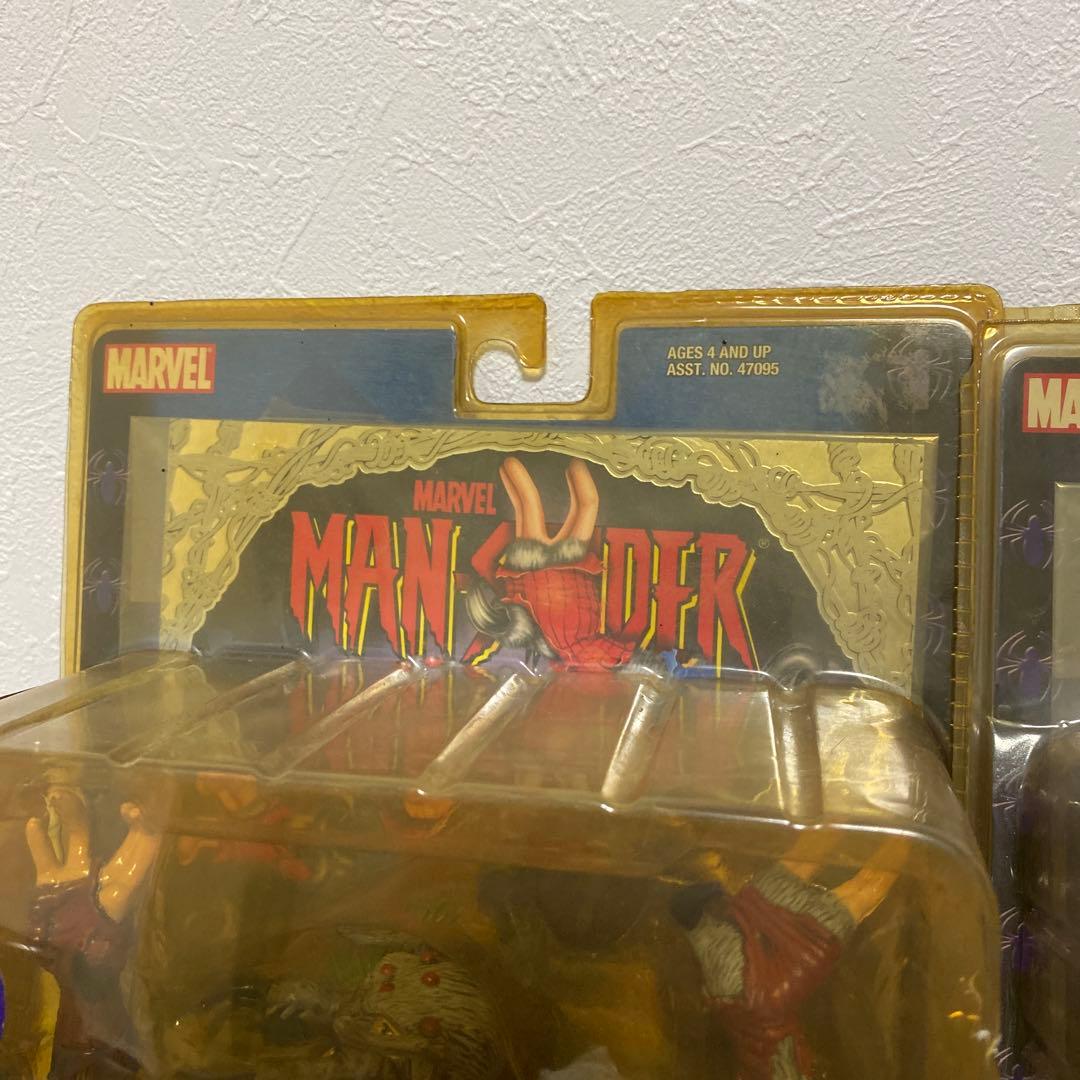 MARVEL
AGES 4 AND UP
ASST. NO. 47095
MA
MARVEL
MAN DER ®